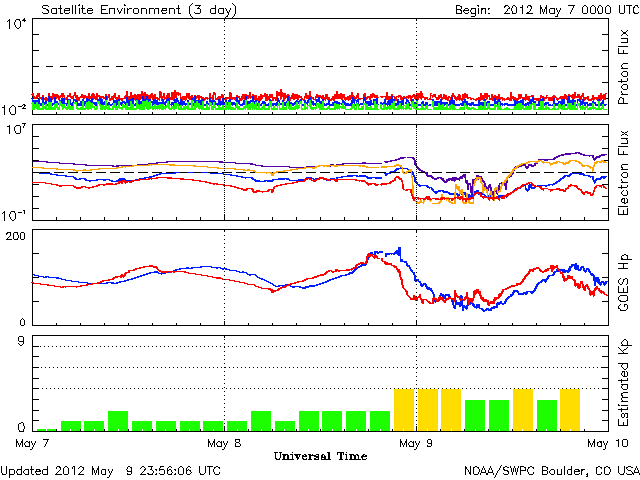 Satellite Environment (3 day) Begin: 2012 May 7 0000 UTC
10^4
10^-2
Proton Flux
10^7
10^-1
Electron Flux
200
0
GOES Hp
9
0
Estimated Kp
May 7 May 8 May 9 May 10
Universal Time
Updated 2012 May 9 23:56:06 UTC NOAA/SWPC Boulder, CO USA